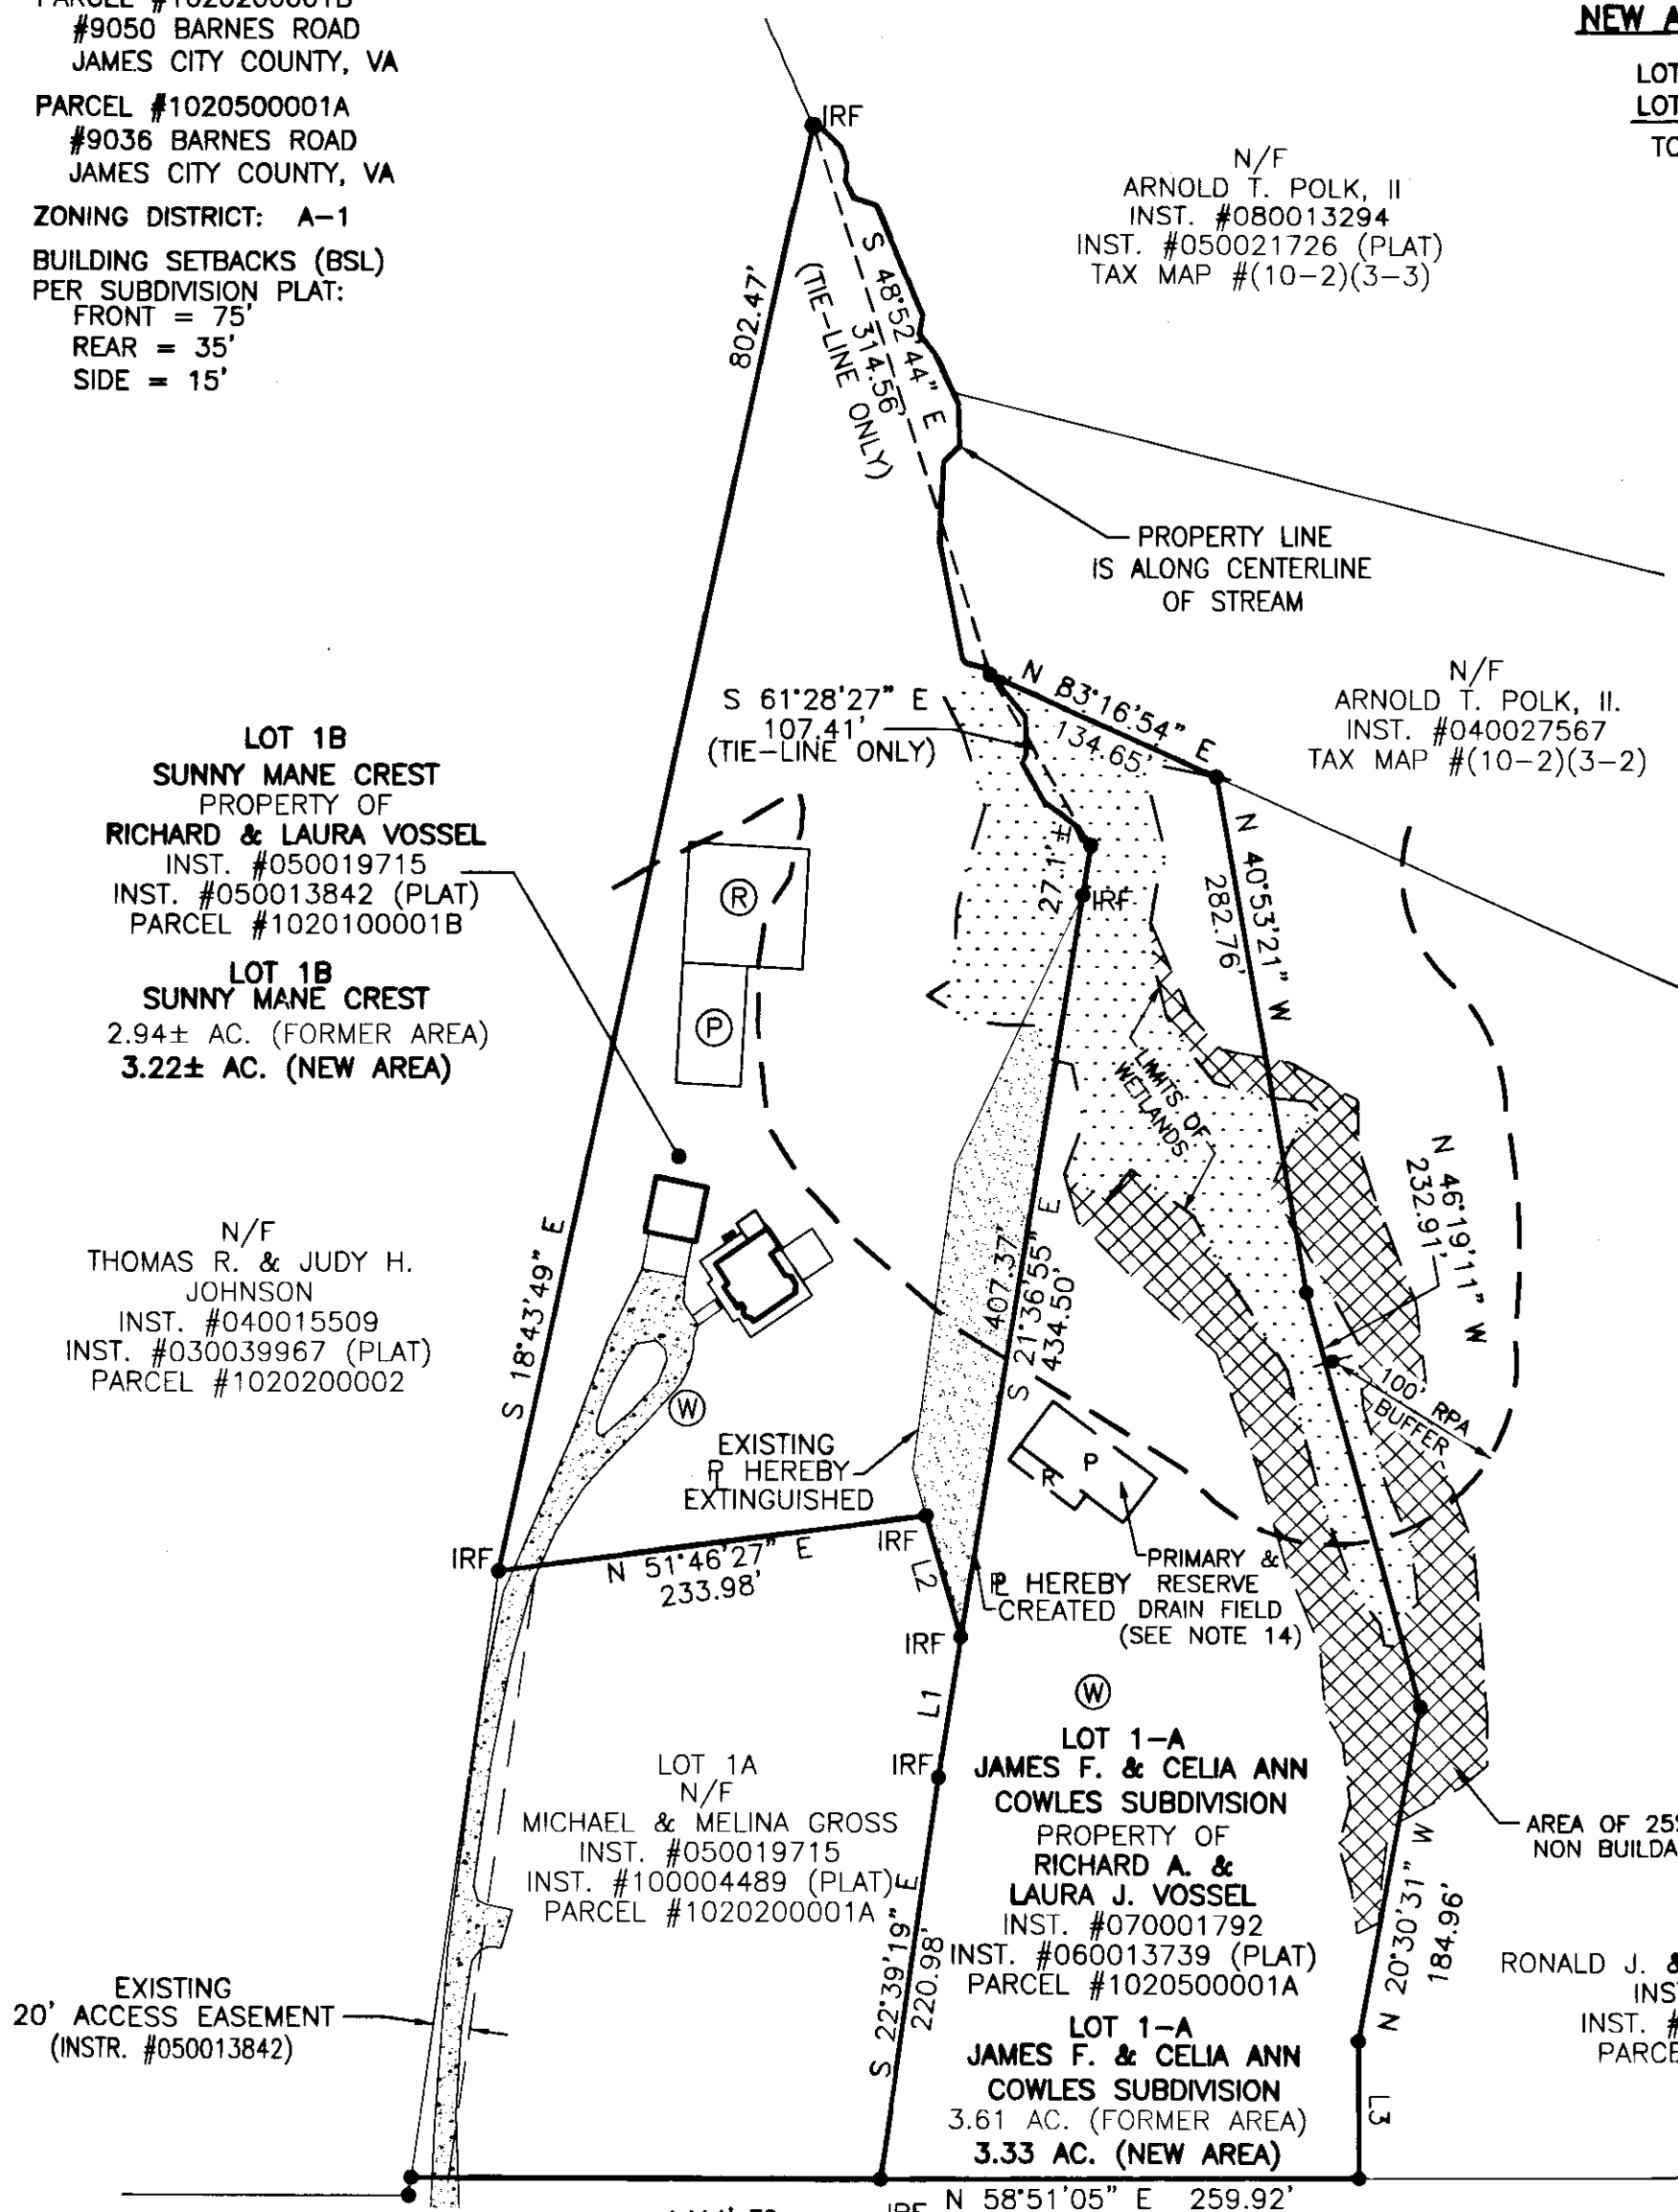 #9050 BARNES ROAD
JAMES CITY COUNTY, VA
PARCEL #1020500001A
#9036 BARNES ROAD
JAMES CITY COUNTY, VA
ZONING DISTRICT: A-1
BUILDING SETBACKS (BSL)
PER SUBDIVISION PLAT:
FRONT = 75'
REAR = 35'
SIDE = 15'
NEW
LOT
LOT
IRF
N/F
ARNOLD T. POLK, II
INST. #080013294
INST. #050021726 (PLAT)
TAX MAP #(10-2)(3-3)
802.47'
S 48°52'44" E
314.56'
(TIE-LINE ONLY)
PROPERTY LINE
IS ALONG CENTERLINE
OF STREAM
N 83°16'54" E
134.65'
S 61°28'27" E
107.41'
(TIE-LINE ONLY)
N/F
ARNOLD T. POLK, II.
INST. #040027567
TAX MAP #(10-2)(3-2)
LOT 1B
SUNNY MANE CREST
PROPERTY OF
RICHARD & LAURA VOSSEL
INST. #050019715
INST. #050013842 (PLAT)
PARCEL #1020100001B
LOT 1B
SUNNY MANE CREST
2.94± AC. (FORMER AREA)
3.22± AC. (NEW AREA)
R
P
27.1'±
IRF
N 40°53'21" W
282.76'
LIMITS OF
WETLANDS
N 46°19'11" W
232.91'
N/F
THOMAS R. & JUDY H.
JOHNSON
INST. #040015509
INST. #030039967 (PLAT)
PARCEL #1020200002
S 18°43'49" E
407.37'
S 21°36'55" E
434.50'
W
100' RPA
BUFFER
EXISTING
PL HEREBY
EXTINGUISHED
R
P
IRF
N 51°46'27" E
233.98'
IRF
L2
PRIMARY &
RESERVE
DRAIN FIELD
(SEE NOTE 14)
PL HEREBY
CREATED
IRF
L1
W
IRF
LOT 1A
N/F
MICHAEL & MELINA GROSS
INST. #050019715
INST. #100004489 (PLAT)
PARCEL #1020200001A
LOT 1-A
JAMES F. & CELIA ANN
COWLES SUBDIVISION
PROPERTY OF
RICHARD A. &
LAURA J. VOSSEL
INST. #070001792
INST. #060013739 (PLAT)
PARCEL #1020500001A
AREA OF
NON
S 22°39'19" E
220.98'
N 20°30'31" W
184.96'
RONALD J. &
INST. #
EXISTING
20' ACCESS EASEMENT
(INSTR. #050013842)
LOT 1-A
JAMES F. & CELIA ANN
COWLES SUBDIVISION
3.61 AC. (FORMER AREA)
3.33 AC. (NEW AREA)
L3
N 58°51'05" E 259.92'